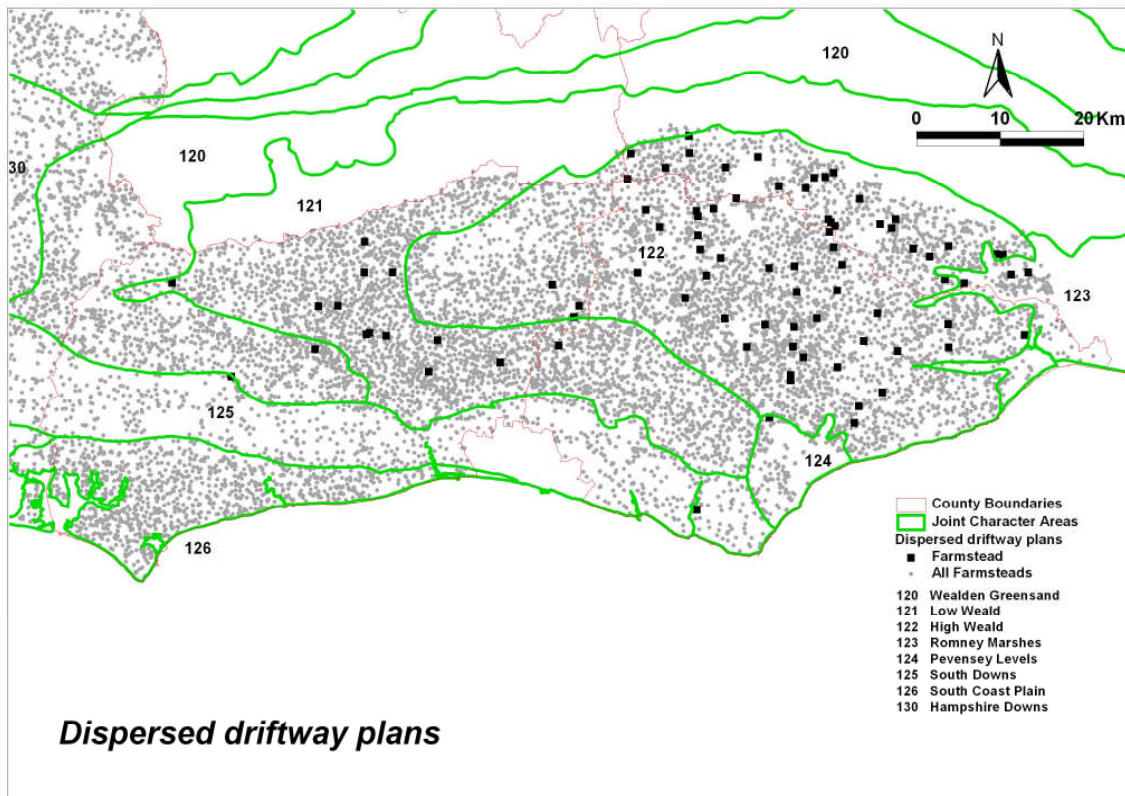 120
N
0 10 20 Km
120
30
121
122
123
125
124
126
County Boundaries
Joint Character Areas
Dispersed driftway plans
Farmstead
All Farmsteads
120 Wealden Greensand
121 Low Weald
122 High Weald
123 Romney Marshes
124 Pevensey Levels
125 South Downs
126 South Coast Plain
130 Hampshire Downs
Dispersed driftway plans